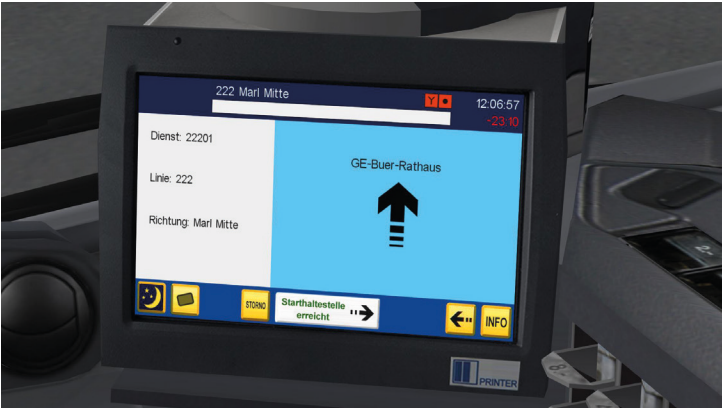 222 Marl Mitte
12:06:57
-23:10
Dienst: 22201
GE-Buer-Rathaus
Linie: 222
Richtung: Marl Mitte
STORNO
Starthaltestelle
erreicht
INFO
PRINTER
2.-